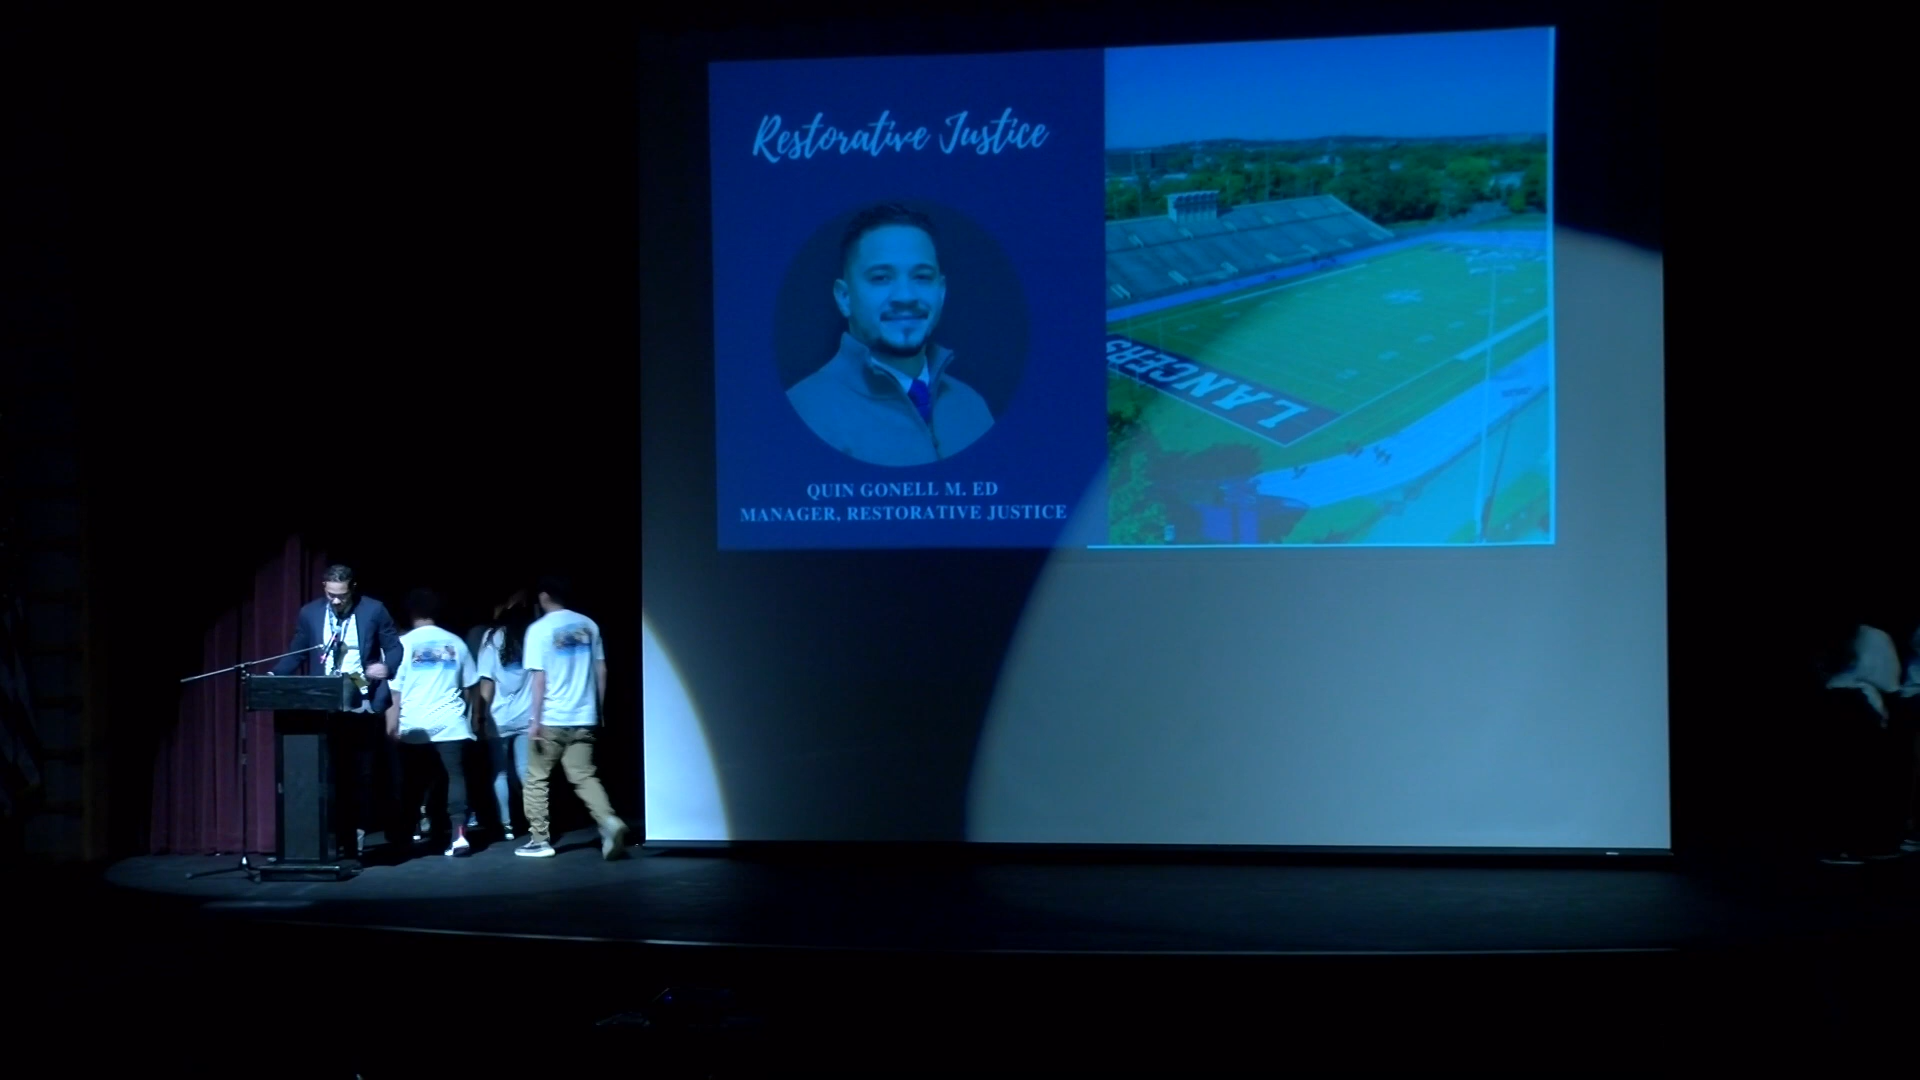 Restorative Justice
QUIN GONELL M. ED
MANAGER, RESTORATIVE JUSTICE
LANCERS